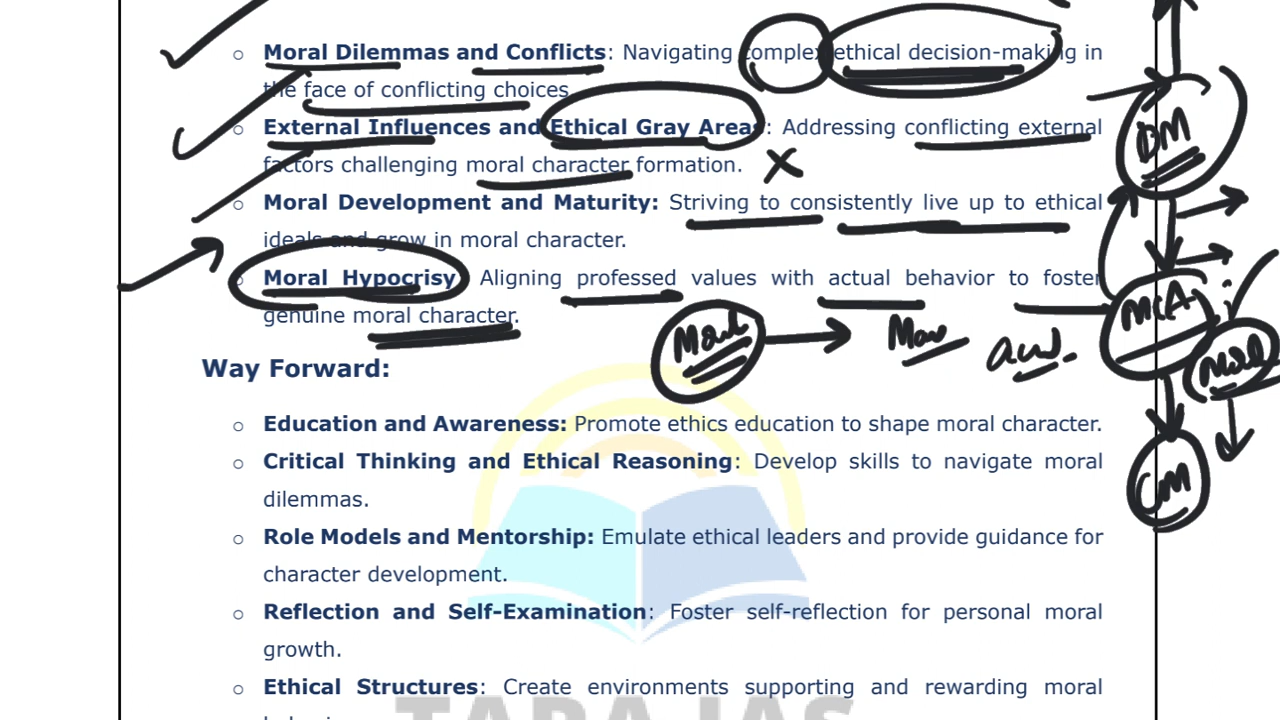 ○ Moral Dilemmas and Conflicts: Navigating complex ethical decision-making in
the face of conflicting choices.
○ External Influences and Ethical Gray Areas: Addressing conflicting external
factors challenging moral character formation.
○ Moral Development and Maturity: Striving to consistently live up to ethical
ideals and grow in moral character.
○ Moral Hypocrisy: Aligning professed values with actual behavior to foster
genuine moral character.
DM
Way Forward:
○ Education and Awareness: Promote ethics education to shape moral character.
○ Critical Thinking and Ethical Reasoning: Develop skills to navigate moral
dilemmas.
CM
○ Role Models and Mentorship: Emulate ethical leaders and provide guidance for
character development.
○ Reflection and Self-Examination: Foster self-reflection for personal moral
growth.
○ Ethical Structures: Create environments supporting and rewarding moral